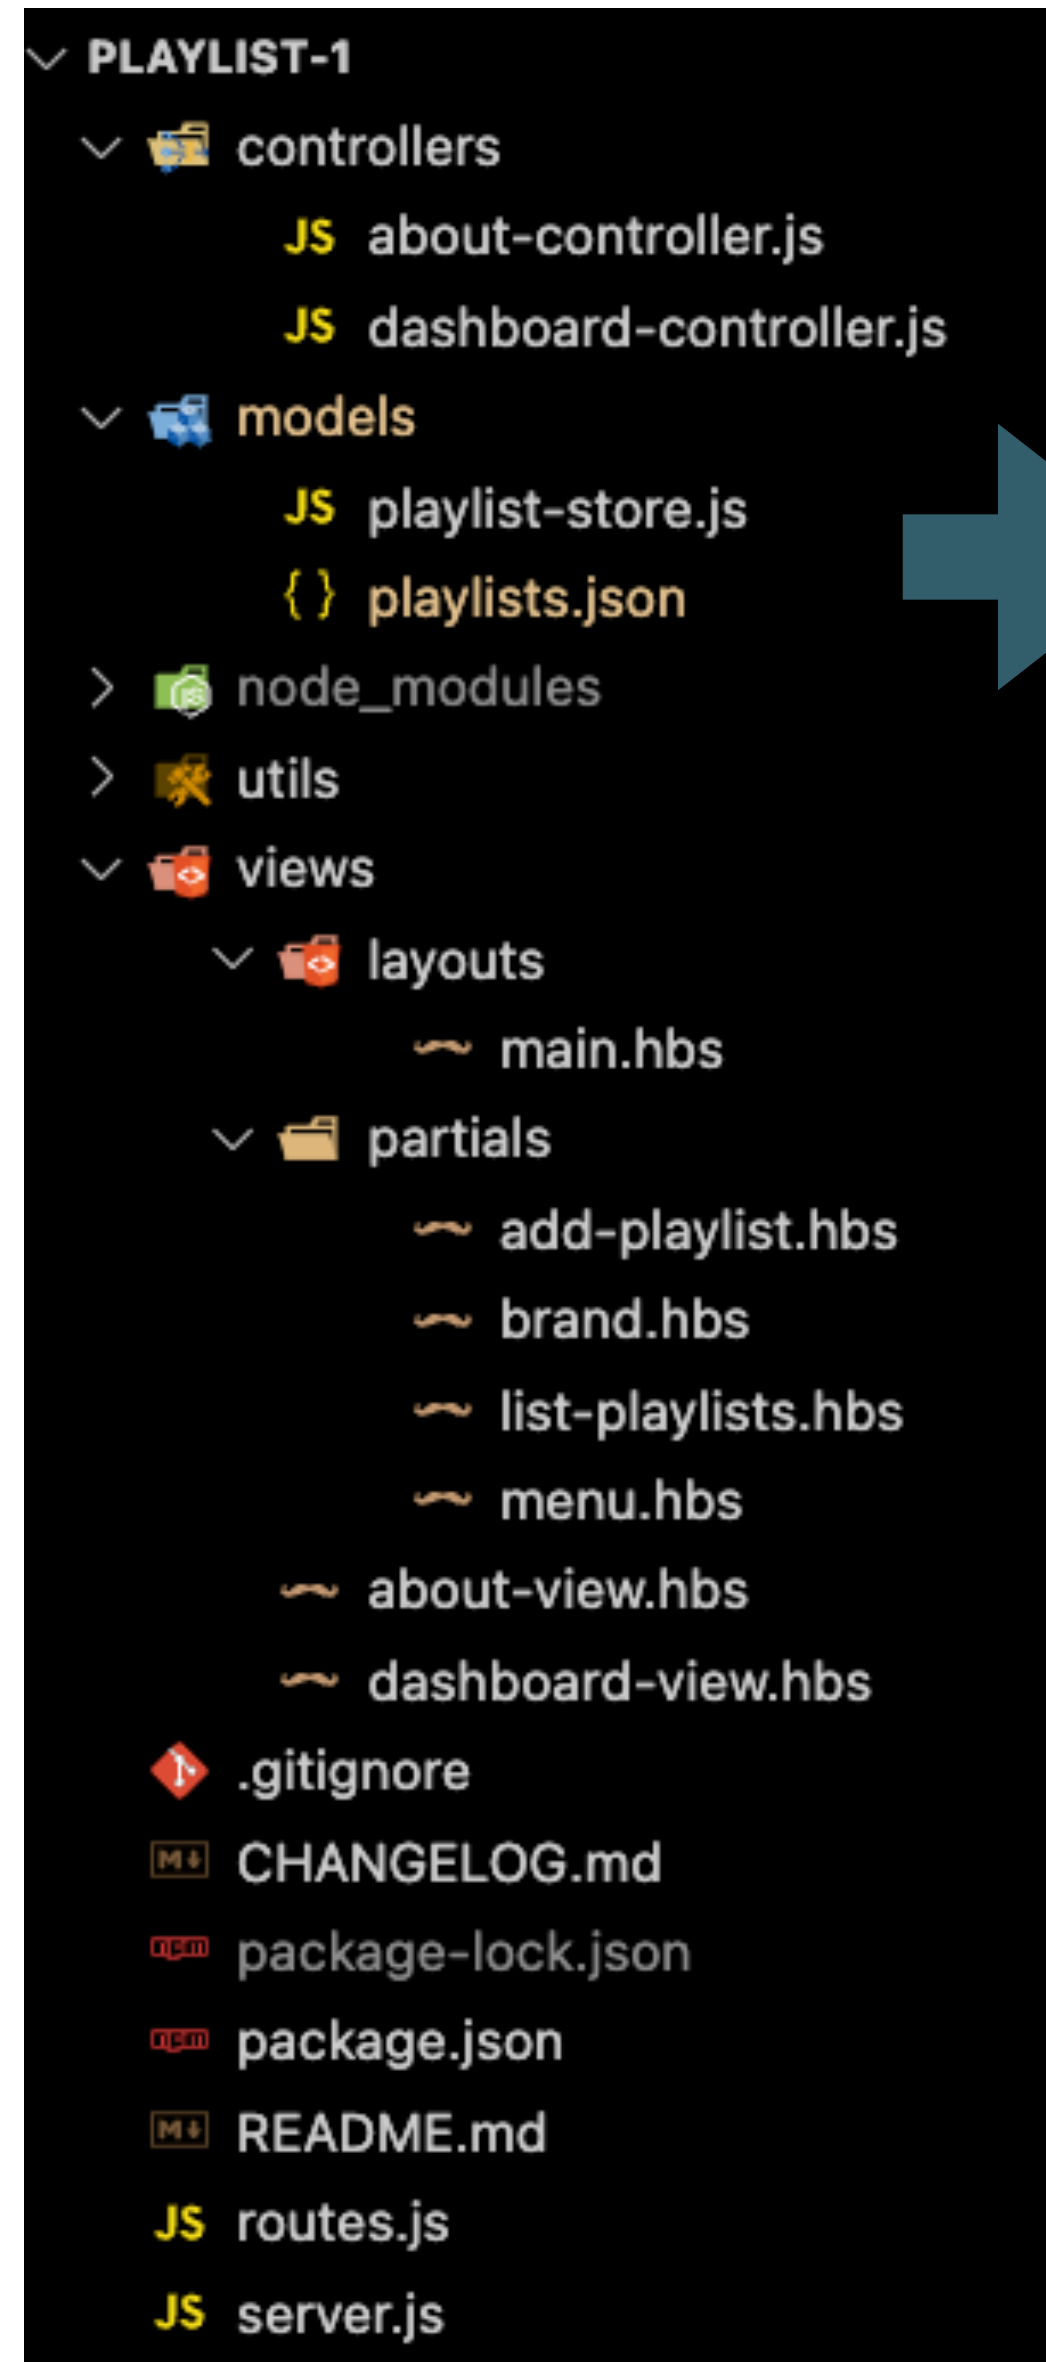 PLAYLIST-1
controllers
JS about-controller.js
JS dashboard-controller.js
models
JS playlist-store.js
{ } playlists.json
node_modules
utils
views
layouts
main.hbs
partials
add-playlist.hbs
brand.hbs
list-playlists.hbs
menu.hbs
about-view.hbs
dashboard-view.hbs
.gitignore
CHANGELOG.md
package-lock.json
package.json
README.md
JS routes.js
JS server.js